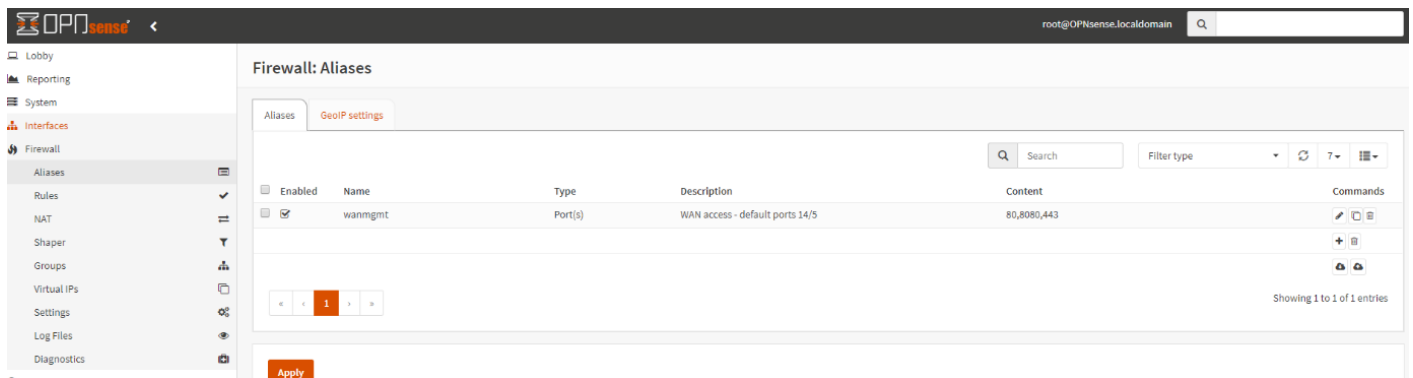 OPNsense
root@OPNsense.localdomain
Lobby
Reporting
System
Interfaces
Firewall
Aliases
Rules
NAT
Shaper
Groups
Virtual IPs
Settings
Log Files
Diagnostics
Firewall: Aliases
Aliases GeoIP settings
Search Filter type 7
Enabled Name Type Description Content Commands
wanmgmt Port(s) WAN access - default ports 14/5 80,8080,443
« ‹ 1 › »
Showing 1 to 1 of 1 entries
Apply